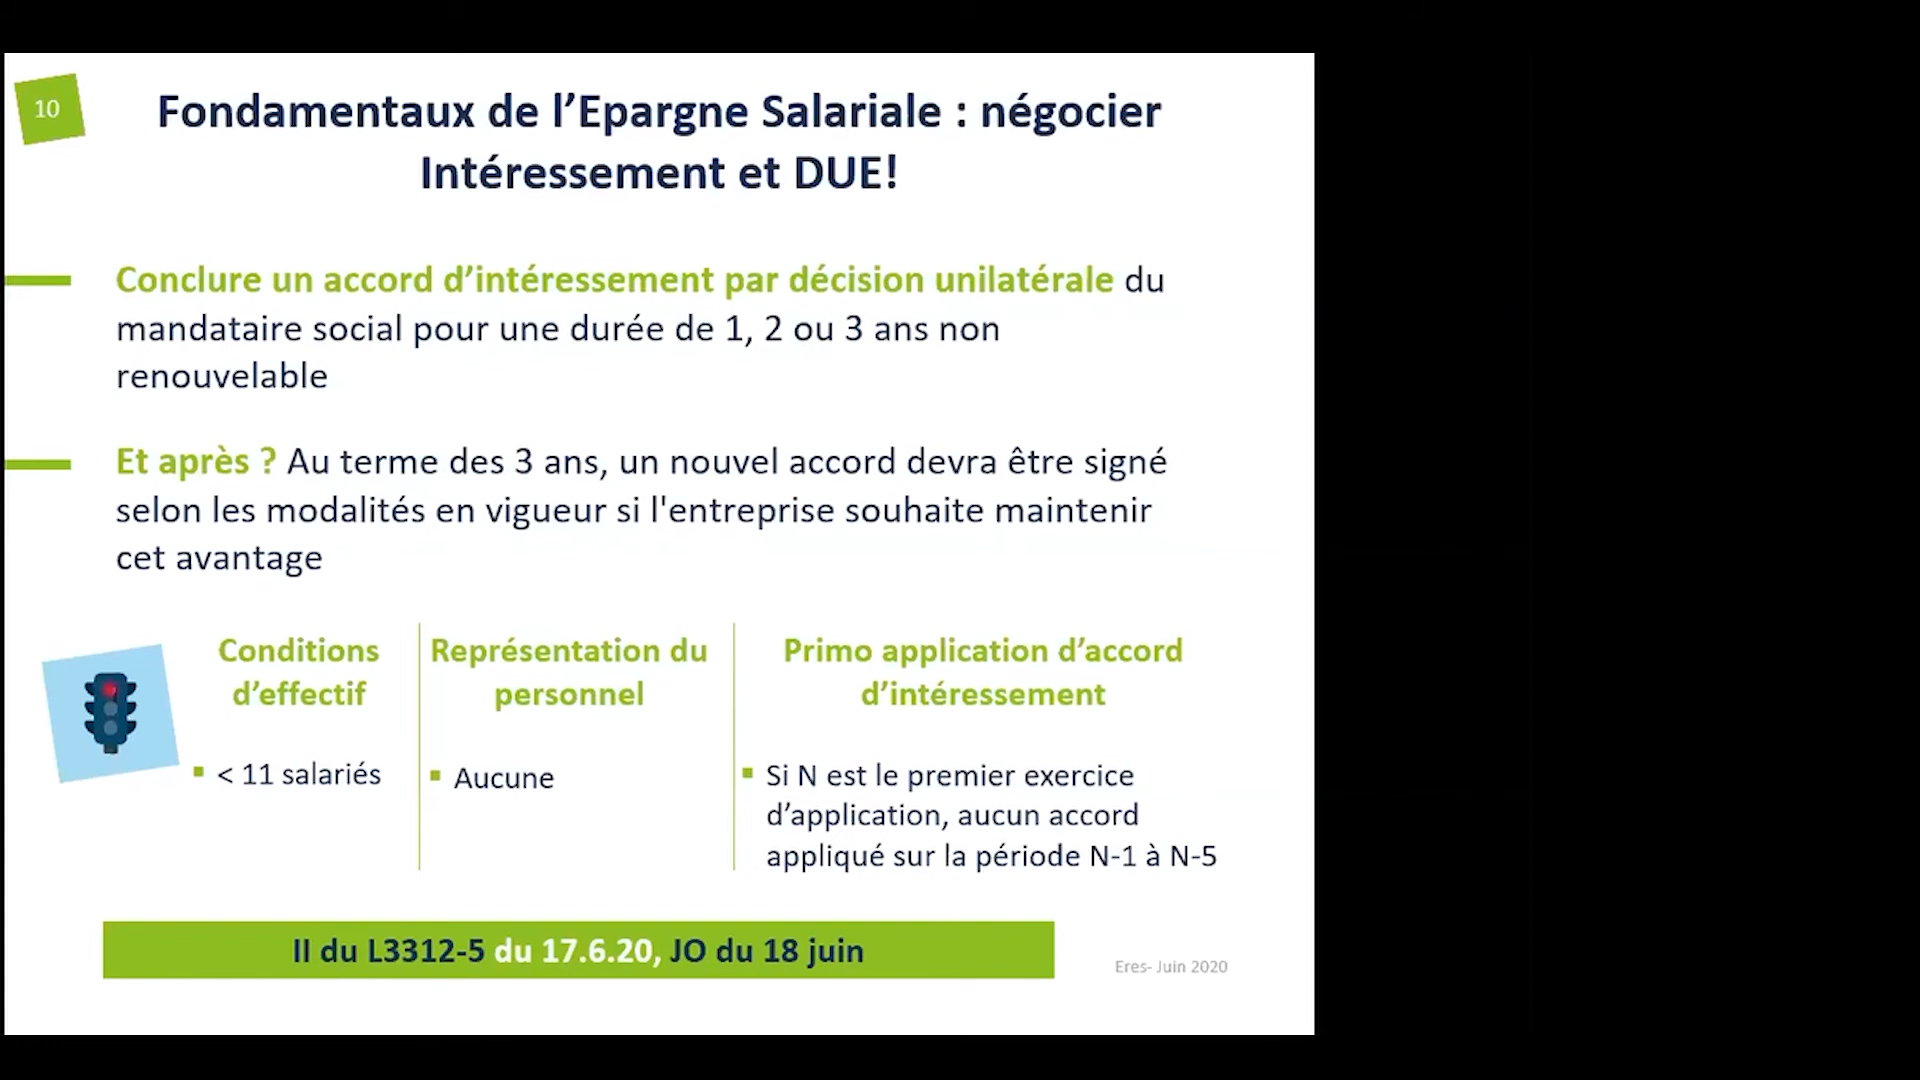 10
Fondamentaux de l’Epargne Salariale : négocier
Intéressement et DUE!
Conclure un accord d’intéressement par décision unilatérale du
mandataire social pour une durée de 1, 2 ou 3 ans non
renouvelable
Et après ? Au terme des 3 ans, un nouvel accord devra être signé
selon les modalités en vigueur si l'entreprise souhaite maintenir
cet avantage
Conditions
d’effectif
< 11 salariés
Représentation du
personnel
Aucune
Primo application d’accord
d’intéressement
Si N est le premier exercice
d’application, aucun accord
appliqué sur la période N-1 à N-5
II du L3312-5 du 17.6.20, JO du 18 juin
Eres- Juin 2020